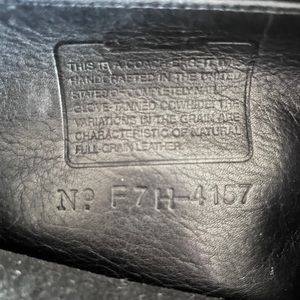 THIS IS A COACH BAG. IT WAS
HANDCRAFTED IN THE UNITED
STATES OF COMPLETELY
GLOVE-TANNED COWHIDE. THE
VARIATIONS IN THE GRAIN ARE
CHARACTERISTIC OF NATURAL
FULL-GRAIN LEATHER.
Nº F7H-4157